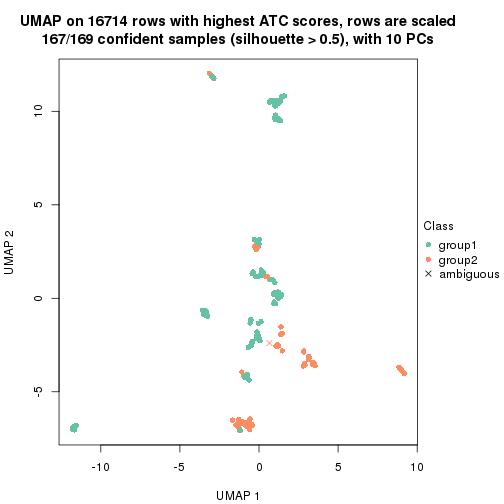 UMAP on 16714 rows with highest ATC scores, rows are scaled
167/169 confident samples (silhouette > 0.5), with 10 PCs
10
5
0
-5
UMAP 2
-10
-5
0
5
10
UMAP 1
Class
group1
group2
ambiguous